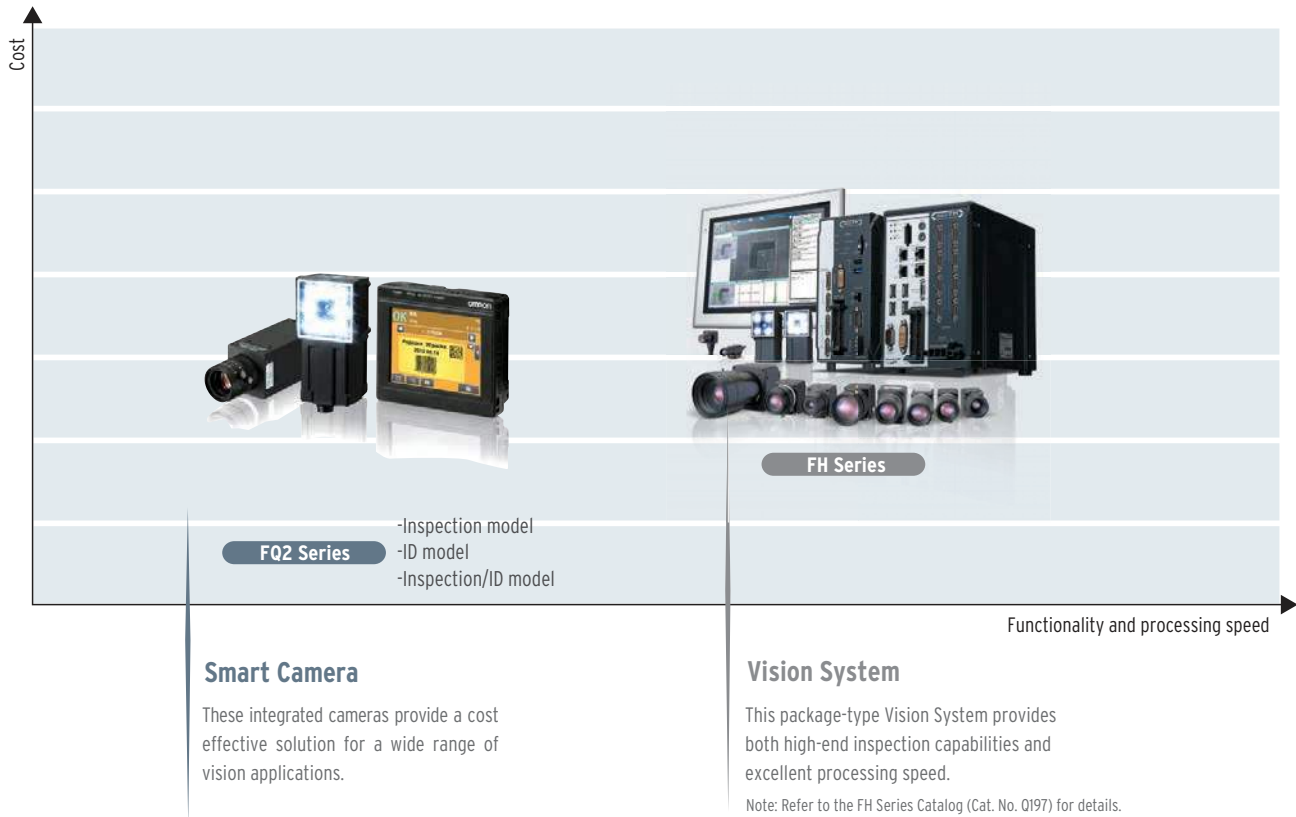 Cost
OMRON
OK
FH Series
-Inspection model
FQ2 Series
-ID model
-Inspection/ID model
Functionality and processing speed
Smart Camera
These integrated cameras provide a cost
effective solution for a wide range of
vision applications.
Vision System
This package-type Vision System provides
both high-end inspection capabilities and
excellent processing speed.
Note: Refer to the FH Series Catalog (Cat. No. Q197) for details.